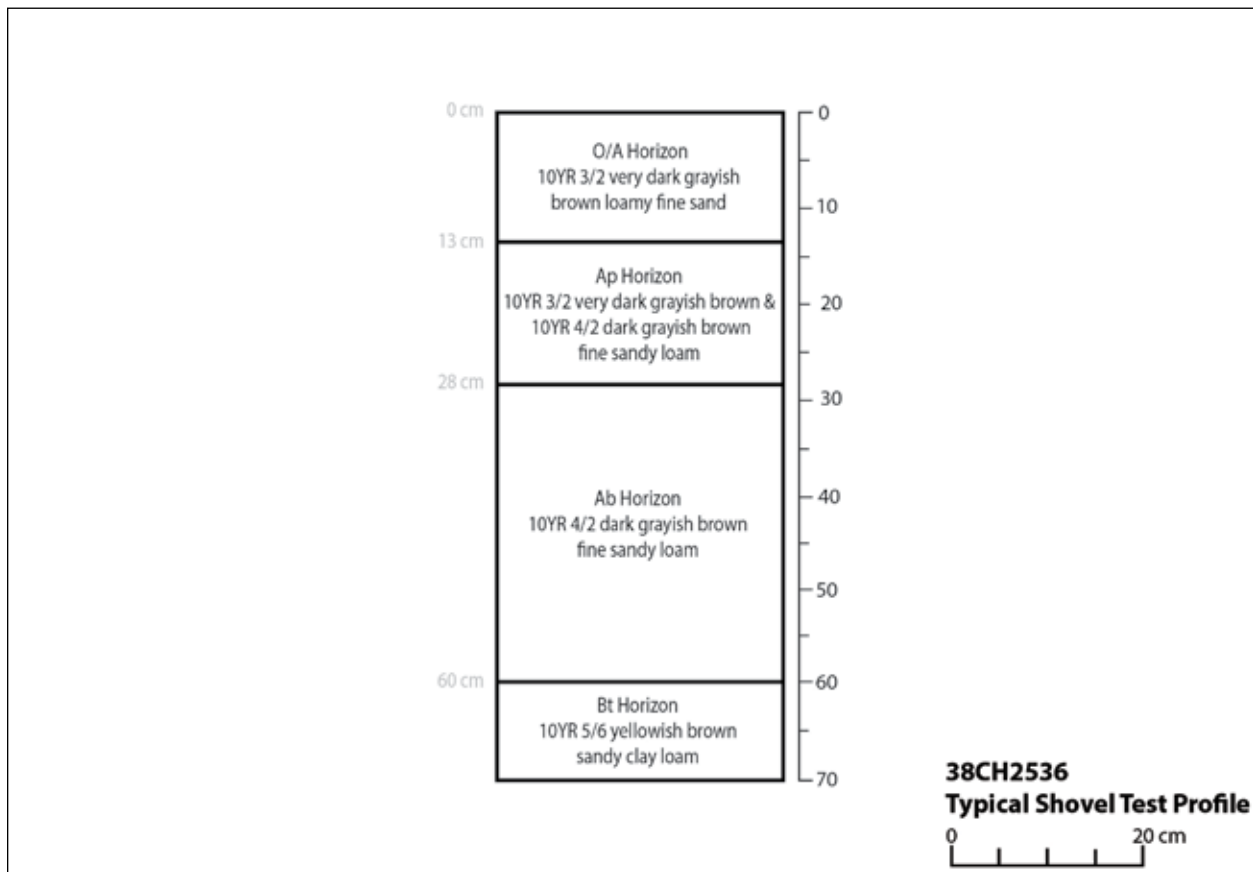 0 cm
0
O/A Horizon
10YR 3/2 very dark grayish
brown loamy fine sand
10
13 cm
Ap Horizon
10YR 3/2 very dark grayish brown &
10YR 4/2 dark grayish brown
fine sandy loam
20
28 cm
30
Ab Horizon
10YR 4/2 dark grayish brown
fine sandy loam
40
50
60 cm
60
Bt Horizon
10YR 5/6 yellowish brown
sandy clay loam
70
38CH2536
Typical Shovel Test Profile
0 20 cm